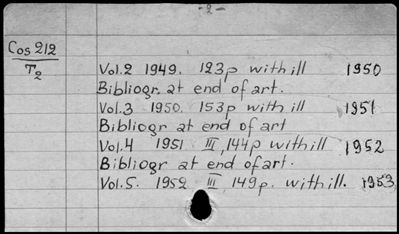 -2-
Cos 212
T2
Vol.2 1949. 123p with ill 1950
Bibliogr. at end of art.
Vol.3 1950. 153p with ill 1951
Bibliogr at end of art
Vol.4 1951 III, 144p with ill 1952
Bibliogr at end of art.
Vol.5. 1952 III 149p. with ill. 1953